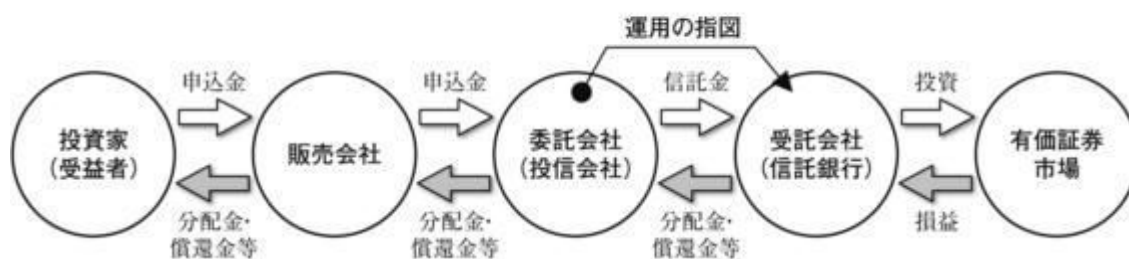 運用の指図
申込金
申込金
信託金
投資
投資家
(受益者)
販売会社
委託会社
(投信会社)
受託会社
(信託銀行)
有価証券
市場
分配金・
償還金等
分配金・
償還金等
分配金・
償還金等
損益